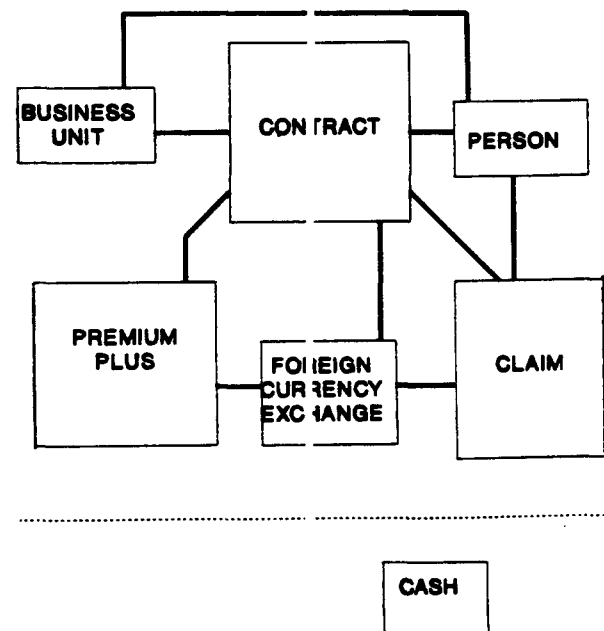 BUSINESS
UNIT
CONTRACT
PERSON
PREMIUM
PLUS
FOREIGN
CURRENCY
EXCHANGE
CLAIM
CASH